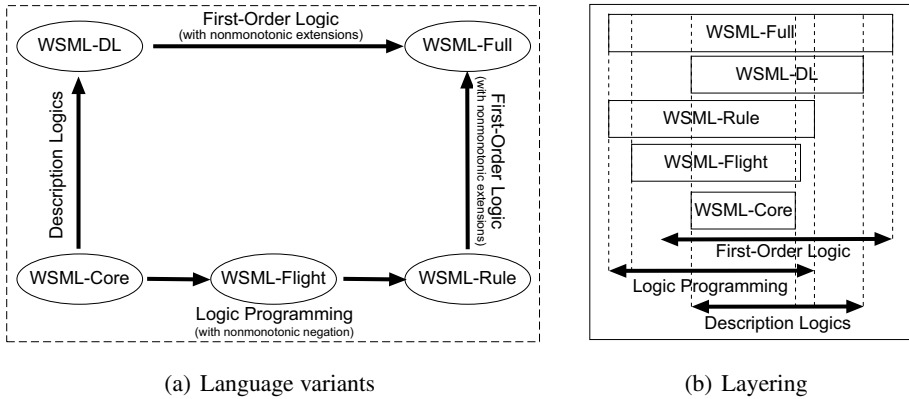 First-Order Logic
(with nonmonotonic extensions)
WSML-DL
WSML-Full
Description Logics
First-Order Logic
(with nonmonotonic extensions)
WSML-Core
WSML-Flight
WSML-Rule
Logic Programming
(with nonmonotonic negation)
(a) Language variants
WSML-Full
WSML-DL
WSML-Rule
WSML-Flight
WSML-Core
First-Order Logic
Logic Programming
Description Logics
(b) Layering